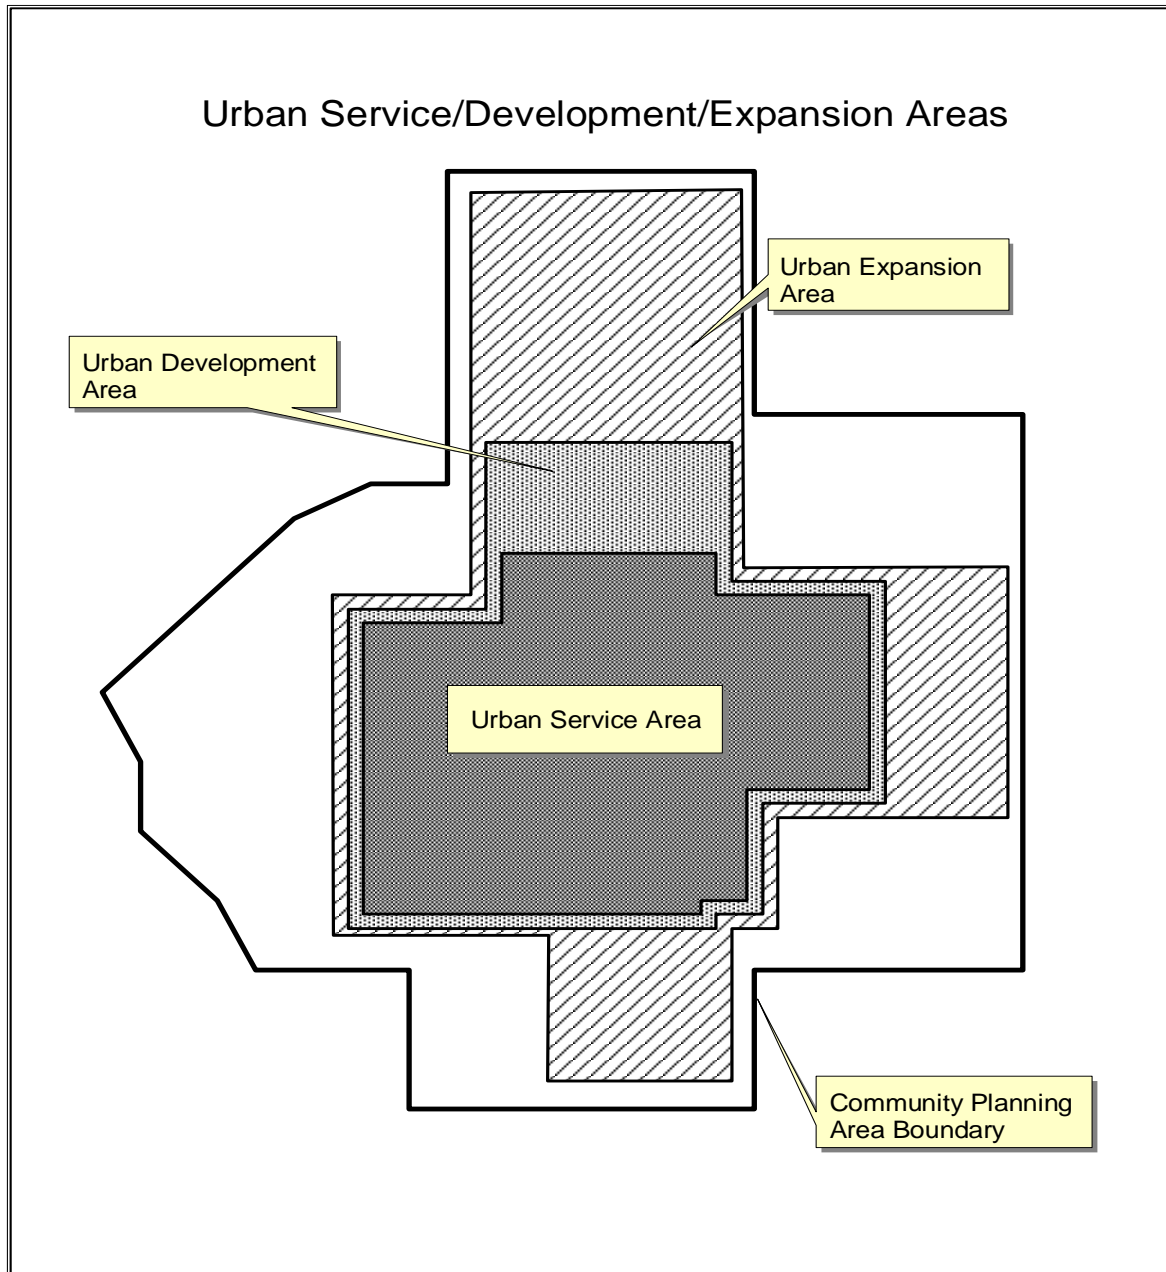 Urban Service/Development/Expansion Areas
Urban Expansion
Area
Urban Development
Area
Urban Service Area
Community Planning
Area Boundary